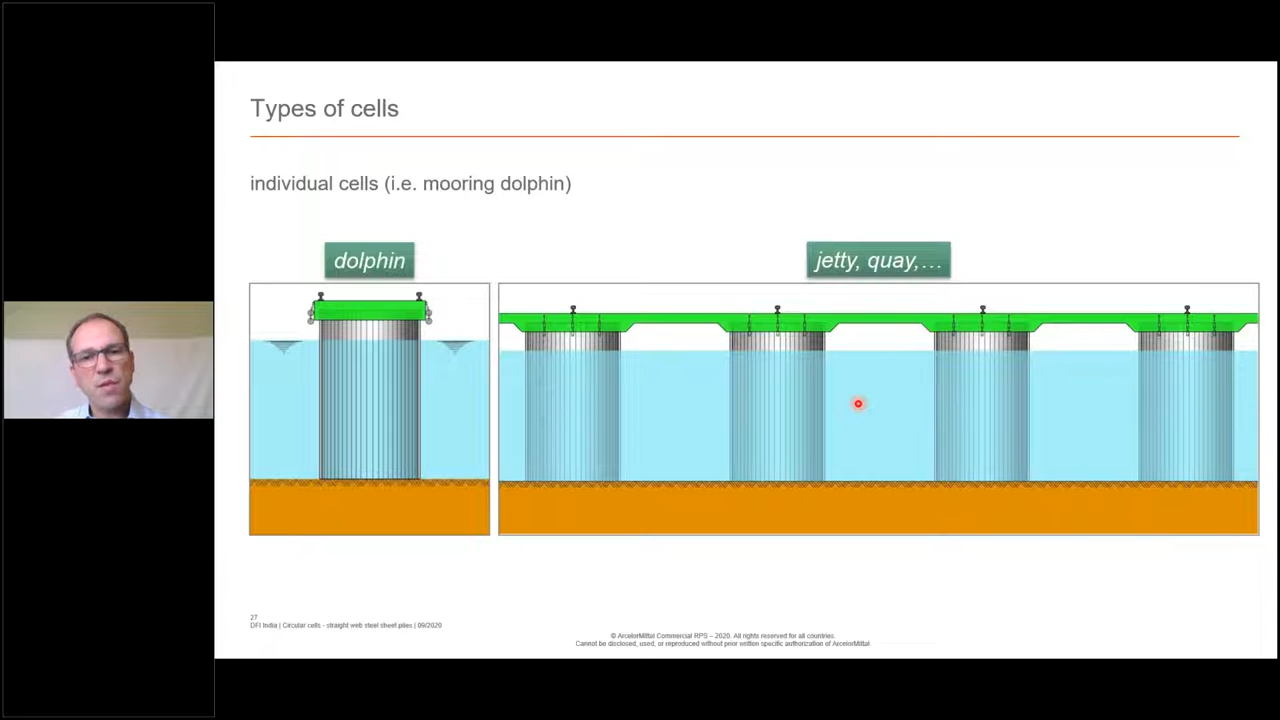 Types of cells
individual cells (i.e. mooring dolphin)
dolphin
jetty, quay,…
27
DFI India | Circular cells - straight web steel sheet piles | 09/2020
© ArcelorMittal Commercial RPS – 2020. All rights reserved for all countries.
Cannot be disclosed, used, or reproduced without prior written specific authorization of ArcelorMittal.